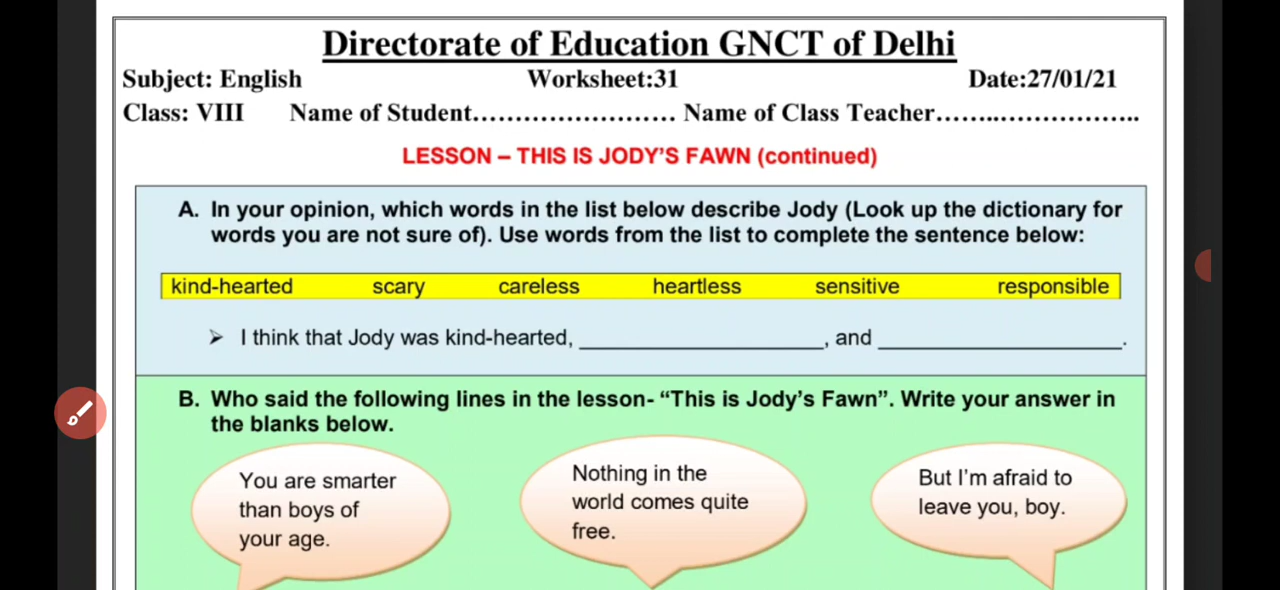 Directorate of Education GNCT of Delhi
Subject: English Worksheet:31 Date:27/01/21
Class: VIII Name of Student........................ Name of Class Teacher........................
LESSON – THIS IS JODY'S FAWN (continued)
A. In your opinion, which words in the list below describe Jody (Look up the dictionary for
words you are not sure of). Use words from the list to complete the sentence below:
kind-hearted scary careless heartless sensitive responsible
➢ I think that Jody was kind-hearted, ____________________, and ____________________.
B. Who said the following lines in the lesson- “This is Jody’s Fawn”. Write your answer in
the blanks below.
You are smarter
than boys of
your age.
Nothing in the
world comes quite
free.
But I’m afraid to
leave you, boy.